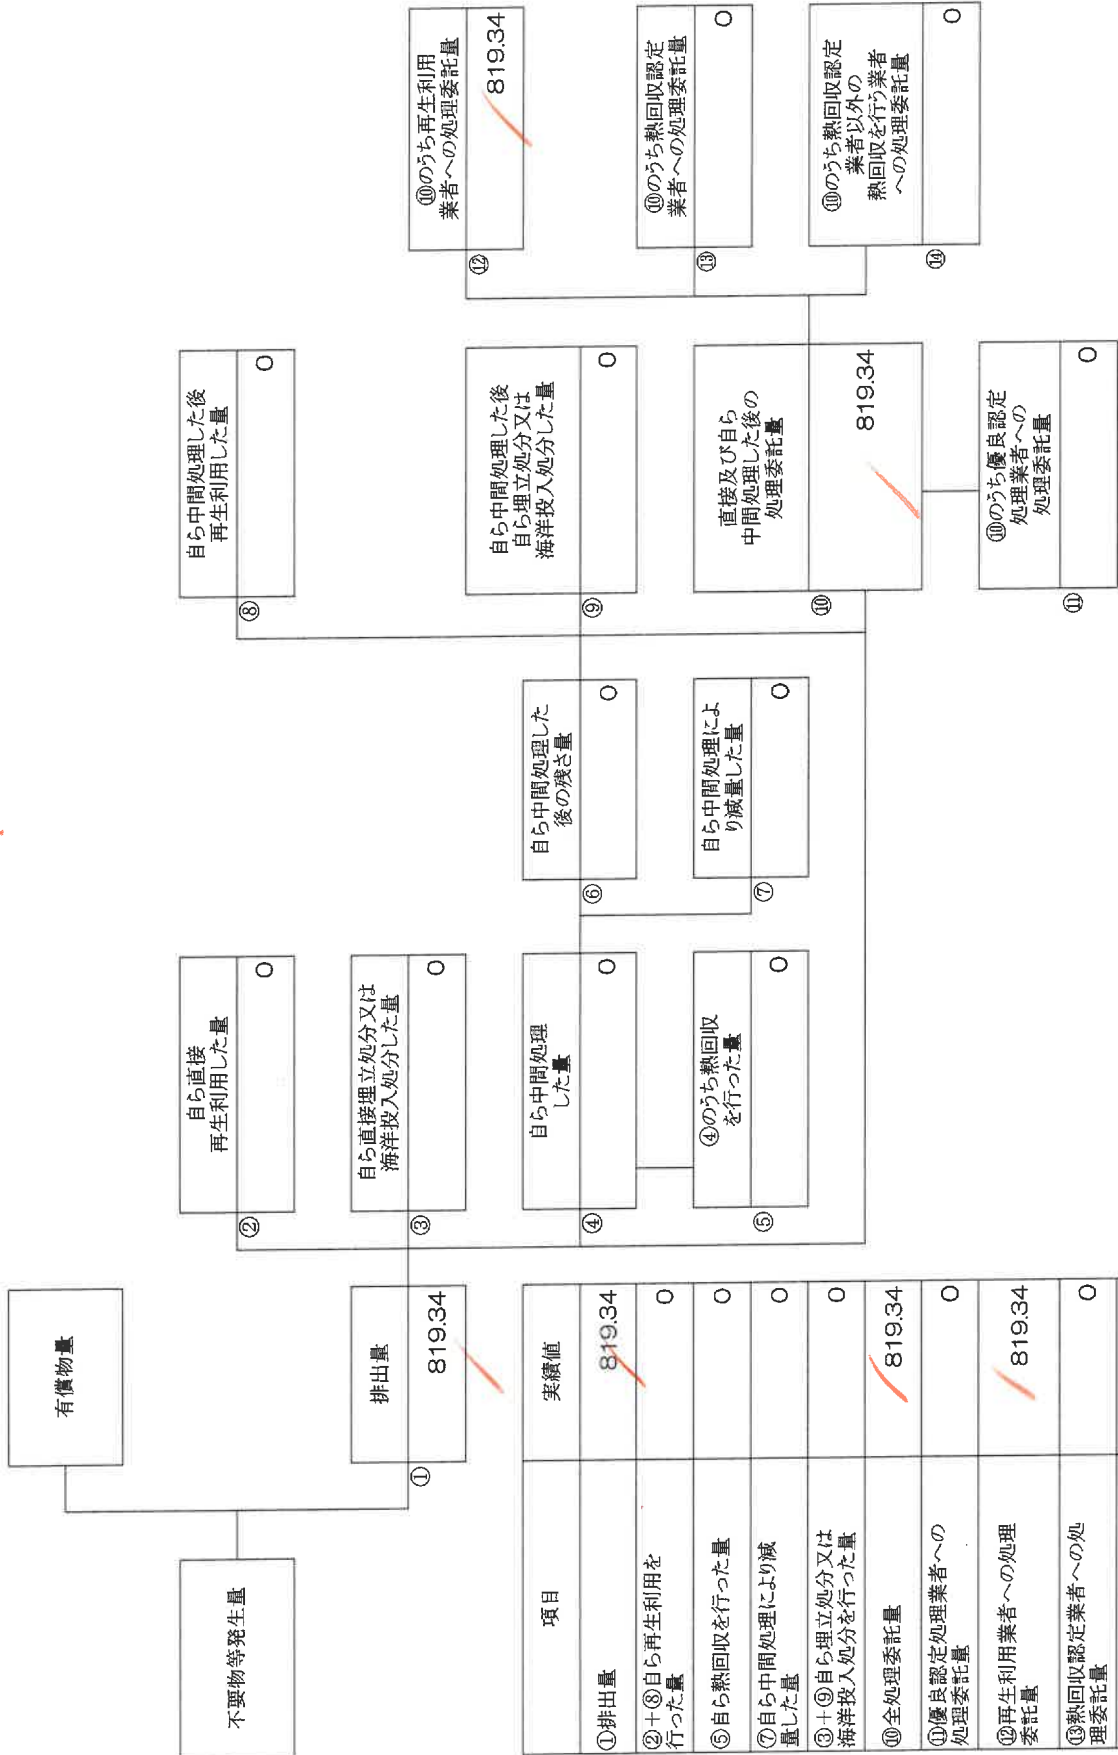 不要物等発生量
有償物量
①
排出量
819.34
②
自ら直接
再生利用した量
0
③
自ら直接埋立処分又は
海洋投入処分した量
0
④
自ら中間処理
した量
0
⑤
④のうち熱回収
を行った量
0
⑥
自ら中間処理した
後の残さ量
0
⑦
自ら中間処理によ
り減量した量
0
⑧
自ら中間処理した後
再生利用した量
0
⑨
自ら中間処理した後
自ら埋立処分又は
海洋投入処分した量
0
⑩
直接及び自ら
中間処理した後の
処理委託量
819.34
⑪
⑩のうち優良認定
処理業者への
処理委託量
0
⑫
⑩のうち再生利用
業者への処理委託量
819.34
⑬
⑩のうち熱回収認定
業者への処理委託量
0
⑭
⑩のうち熱回収認定
業者以外の
熱回収を行う業者
への処理委託量
0
項目 実績値
①排出量 819.34
②+⑧自ら再生利用を
行った量 0
⑤自ら熱回収を行った量 0
⑦自ら中間処理により減
量した量 0
③+⑨自ら埋立処分又は
海洋投入処分を行った量 0
⑩全処理委託量 819.34
⑪優良認定処理業者への
処理委託量 0
⑫再生利用業者への処理
委託量 819.34
⑬熱回収認定業者への処
理委託量 0